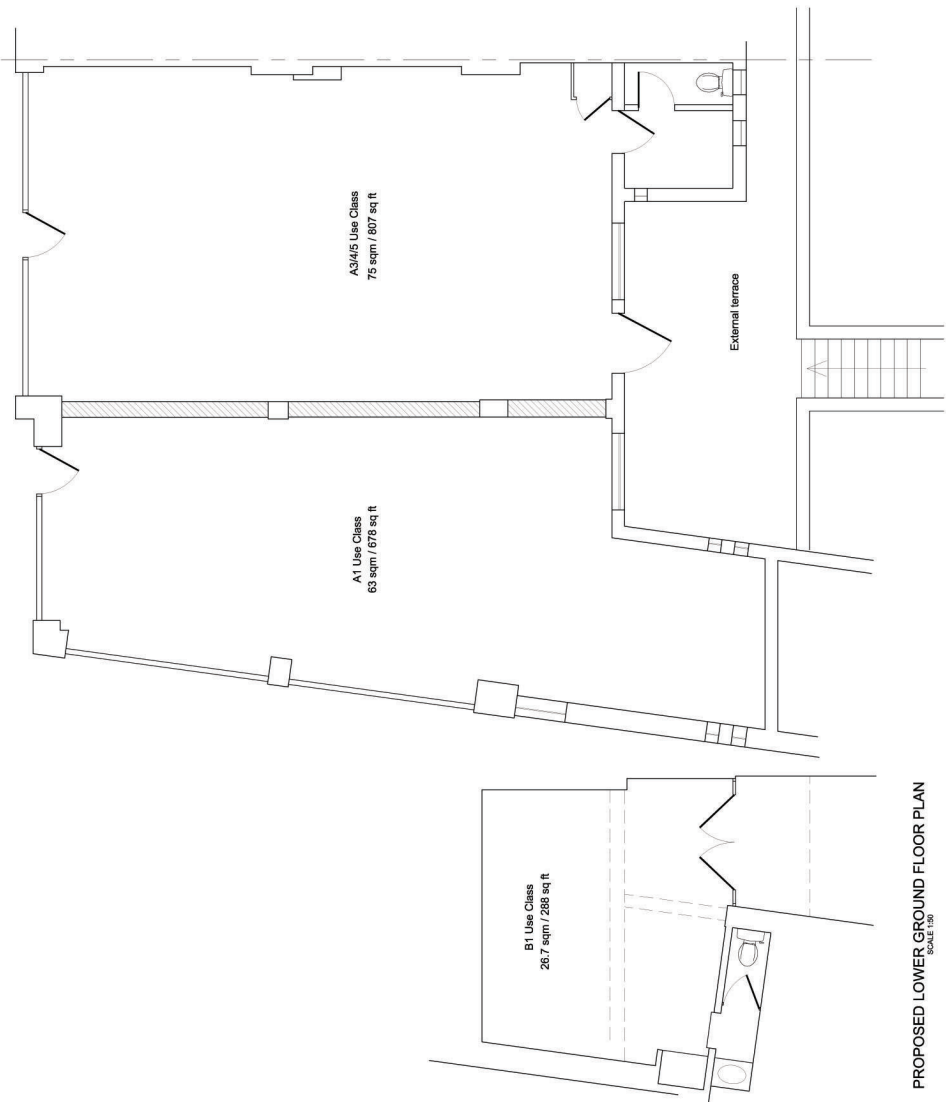 A3/4/5 Use Class
75 sqm / 807 sq ft
External terrace
A1 Use Class
63 sqm / 678 sq ft
B1 Use Class
26.7 sqm / 288 sq ft
PROPOSED LOWER GROUND FLOOR PLAN
SCALE 1:50